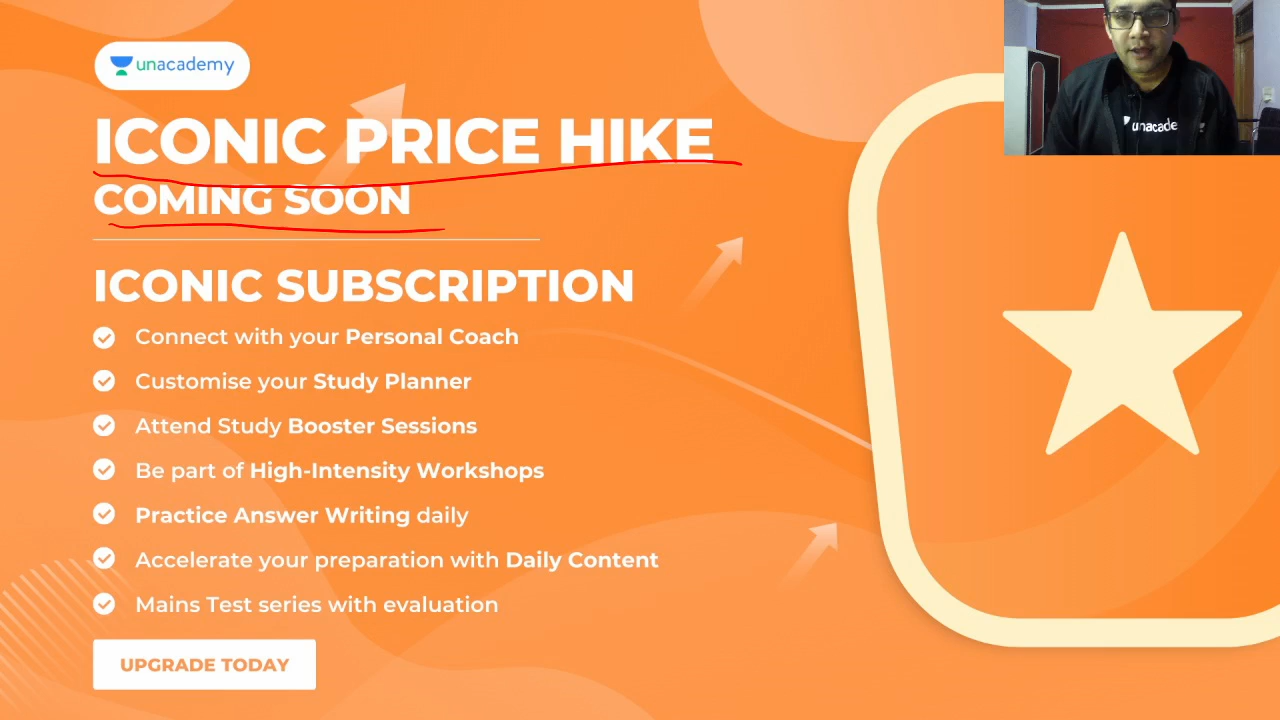 unacademy
ICONIC PRICE HIKE
COMING SOON
ICONIC SUBSCRIPTION
Connect with your Personal Coach
Customise your Study Planner
Attend Study Booster Sessions
Be part of High-Intensity Workshops
Practice Answer Writing daily
Accelerate your preparation with Daily Content
Mains Test series with evaluation
UPGRADE TODAY
unacade